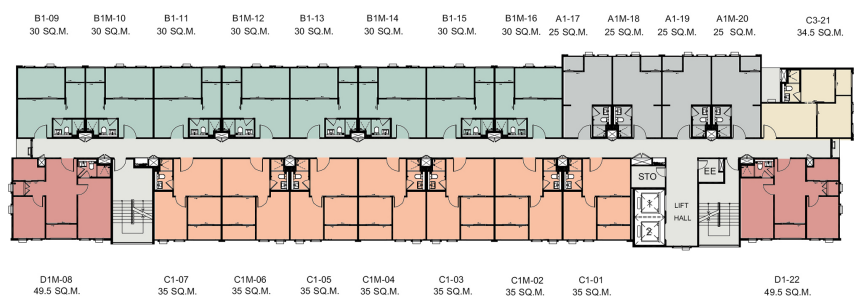 B1-09 B1M-10 B1-11 B1M-12 B1-13 B1M-14 B1-15 B1M-16 A1-17 A1M-18 A1-19 A1M-20 C3-21
30 SQ.M. 30 SQ.M. 30 SQ.M. 30 SQ.M. 30 SQ.M. 30 SQ.M. 30 SQ.M. 30 SQ.M. 25 SQ.M. 25 SQ.M. 25 SQ.M. 25 SQ.M. 34.5 SQ.M.
STO EE
1
LIFT
HALL
2
D1M-08 C1-07 C1M-06 C1-05 C1M-04 C1-03 C1M-02 C1-01 D1-22
49.5 SQ.M. 35 SQ.M. 35 SQ.M. 35 SQ.M. 35 SQ.M. 35 SQ.M. 35 SQ.M. 35 SQ.M. 49.5 SQ.M.